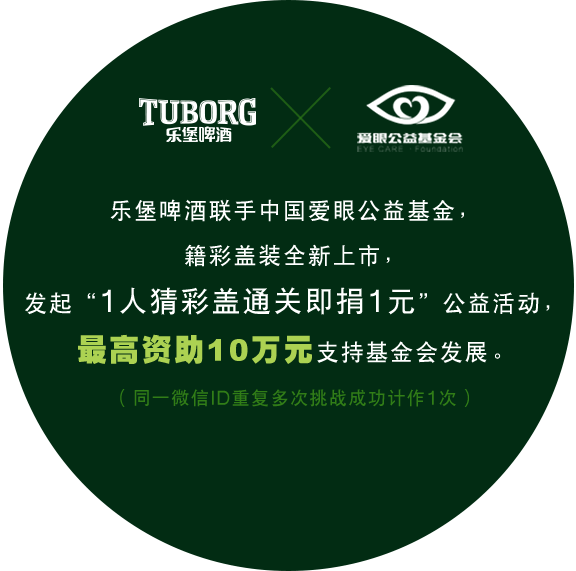 TUBORG
乐堡啤酒
爱眼公益基金会
EYE CARE Foundation
乐堡啤酒联手中国爱眼公益基金，
籍彩盖装全新上市，
发起“1人猜彩盖通关即捐1元”公益活动，
最高资助10万元支持基金会发展。
（同一微信ID重复多次挑战成功计作1次）